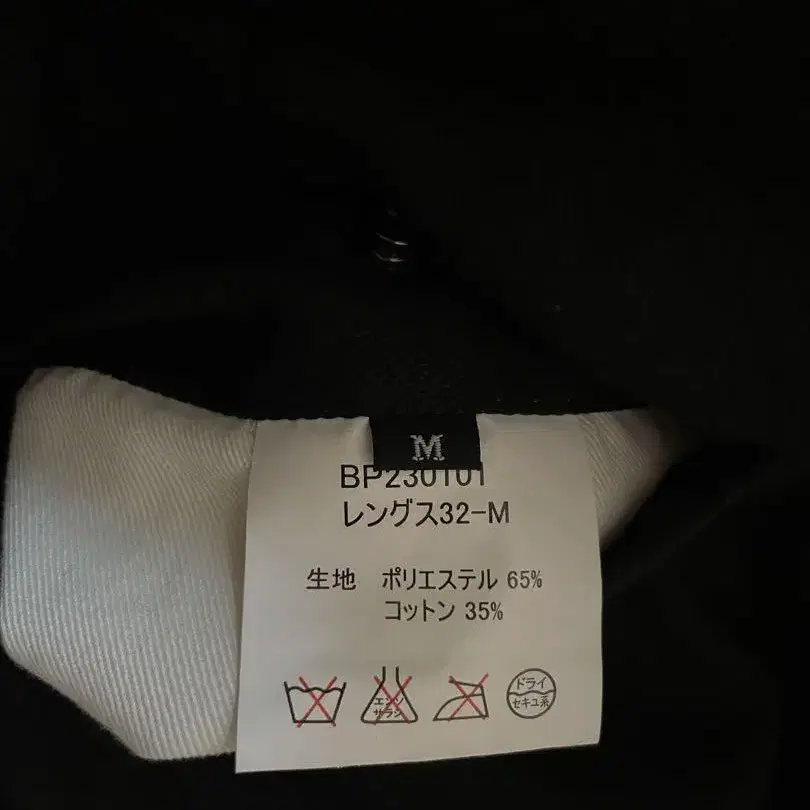 M
BP230101
レングス32-M
生地 ポリエステル 65%
コットン 35%
エンソ
サラシ
ドライ
セキユ系